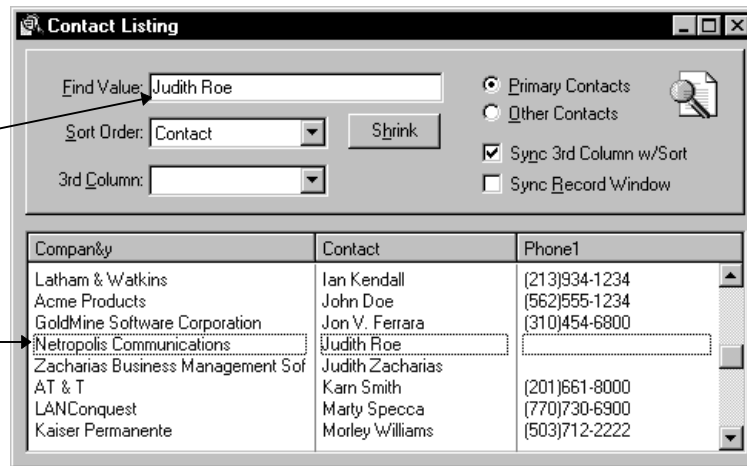 Contact Listing
Find Value: Judith Roe
Primary Contacts
Other Contacts
Sort Order: Contact
Shrink
Sync 3rd Column w/Sort
3rd Column:
Sync Record Window
Compan&y Contact Phone1
Latham & Watkins Ian Kendall (213)934-1234
Acme Products John Doe (562)555-1234
GoldMine Software Corporation Jon V. Ferrara (310)454-6800
Netropolis Communications Judith Roe
Zacharias Business Management Sof Judith Zacharias
AT & T Karn Smith (201)661-8000
LANConquest Marty Specca (770)730-6900
Kaiser Permanente Morley Williams (503)712-2222